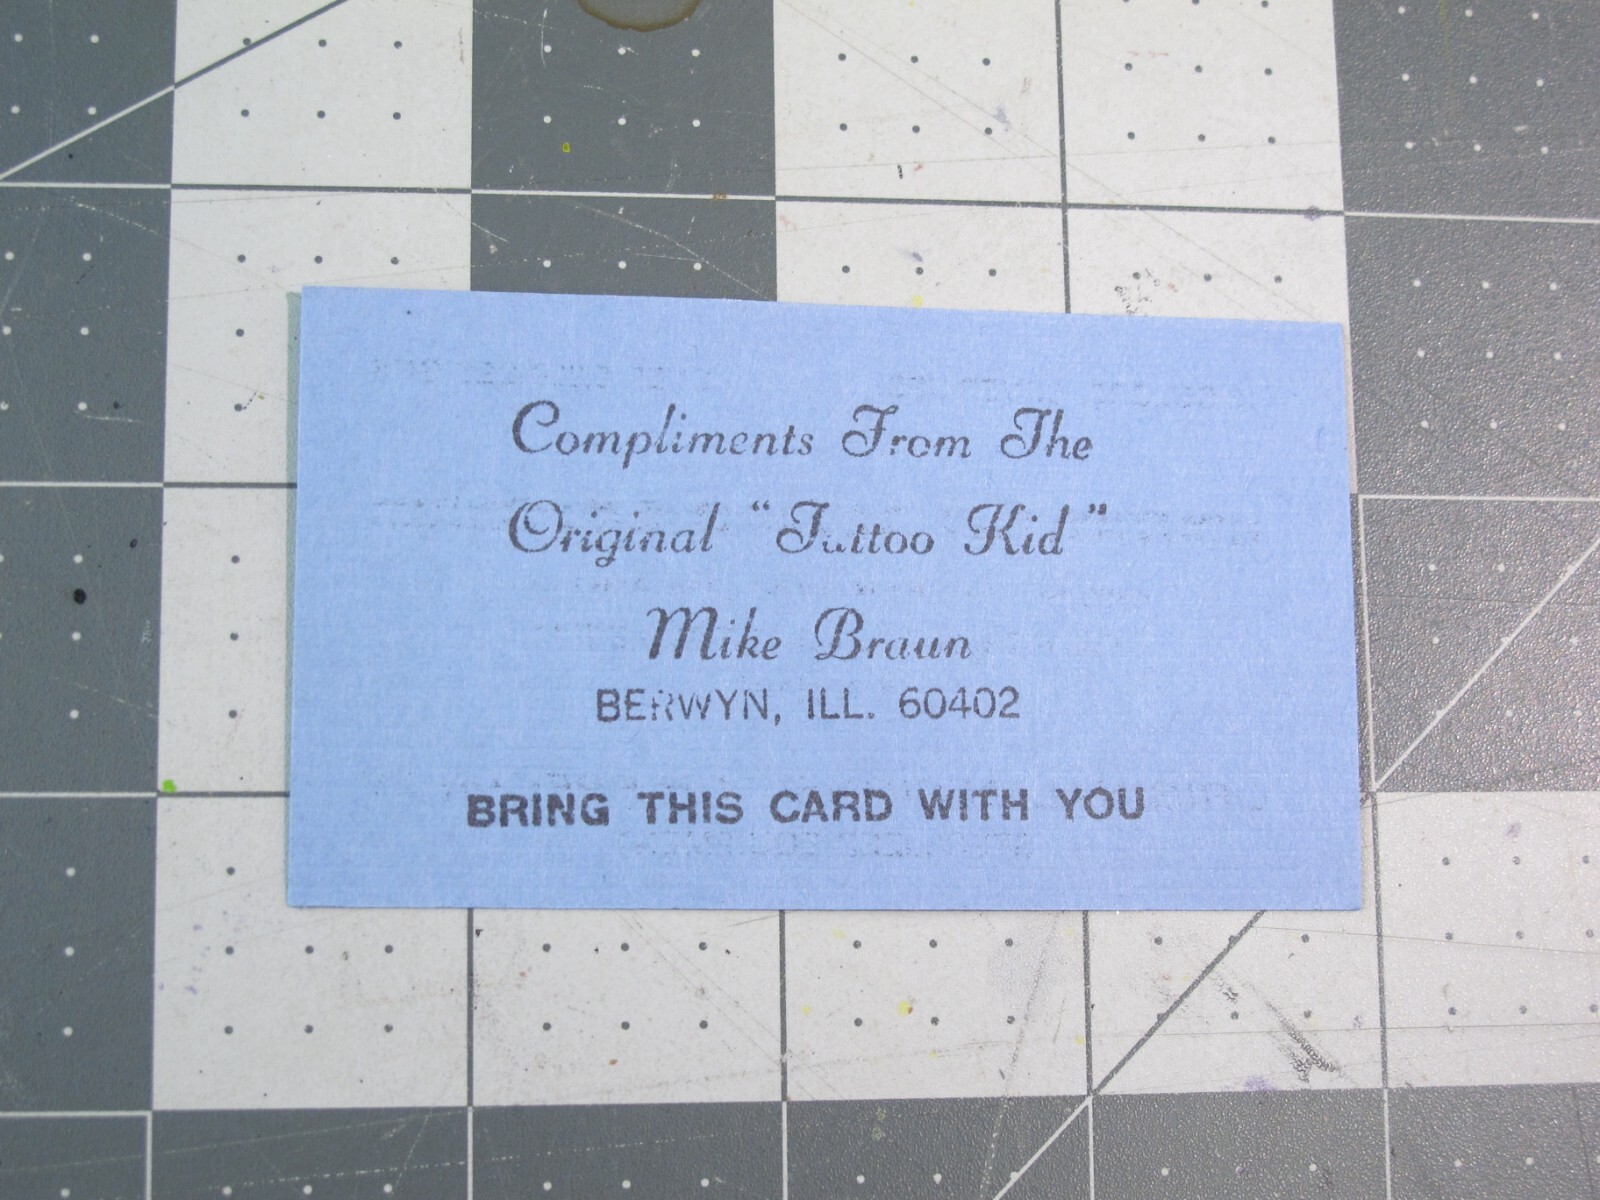 Compliments From The
Original "Tattoo Kid"
Mike Braun
BERWYN, ILL. 60402
BRING THIS CARD WITH YOU